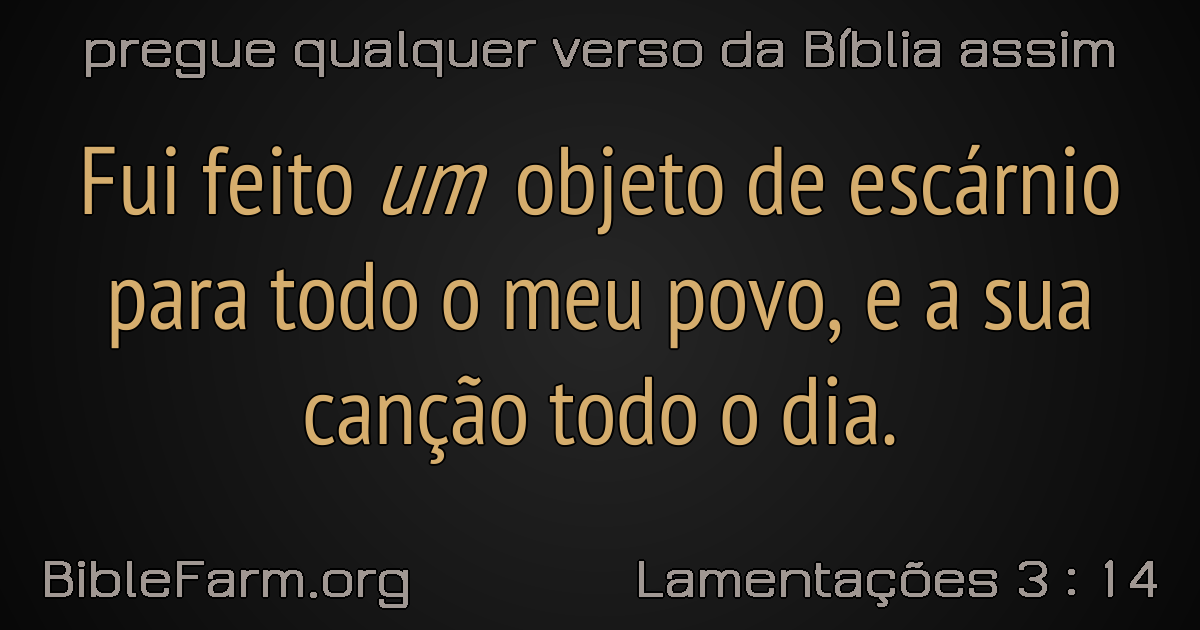 pregue qualquer verso da Bíblia assim
Fui feito um objeto de escárnio
para todo o meu povo, e a sua
canção todo o dia.
BibleFarm.org
Lamentações 3 : 14